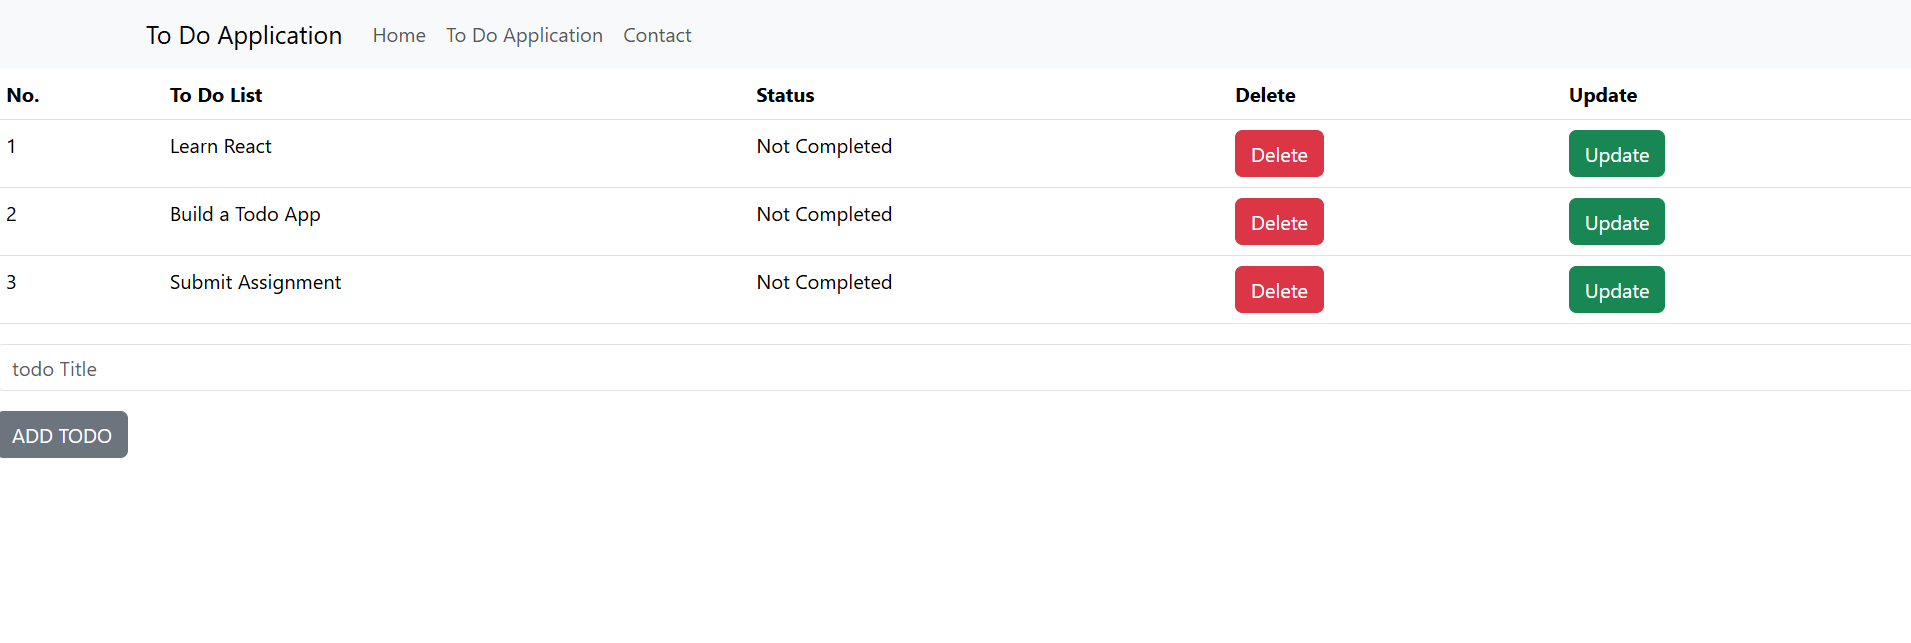 To Do Application Home To Do Application Contact
No. To Do List Status Delete Update
1 Learn React Not Completed Delete Update
2 Build a Todo App Not Completed Delete Update
3 Submit Assignment Not Completed Delete Update
todo Title
ADD TODO